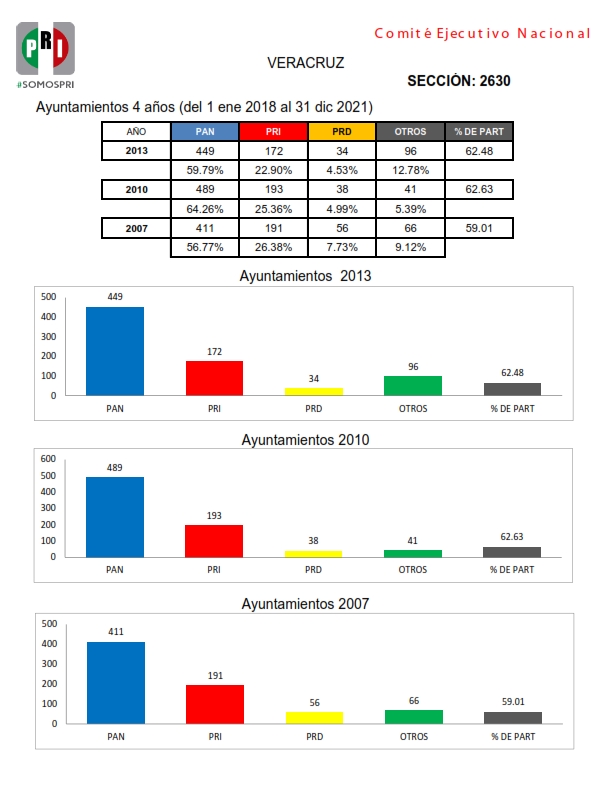 Comité Ejecutivo Nacional
PRI
#SOMOSPRI
VERACRUZ
SECCIÓN: 2630
Ayuntamientos 4 años (del 1 ene 2018 al 31 dic 2021)
AÑO PAN PRI PRD OTROS % DE PART
2013 449 172 34 96 62.48
59.79% 22.90% 4.53% 12.78%
2010 489 193 38 41 62.63
64.26% 25.36% 4.99% 5.39%
2007 411 191 56 66 59.01
56.77% 26.38% 7.73% 9.12%
Ayuntamientos 2013
500
400
300
200
100
0
449
172
34
96
62.48
PAN PRI PRD OTROS % DE PART
Ayuntamientos 2010
600
500
400
300
200
100
0
489
193
38
41
62.63
PAN PRI PRD OTROS % DE PART
Ayuntamientos 2007
500
400
300
200
100
0
411
191
56
66
59.01
PAN PRI PRD OTROS % DE PART